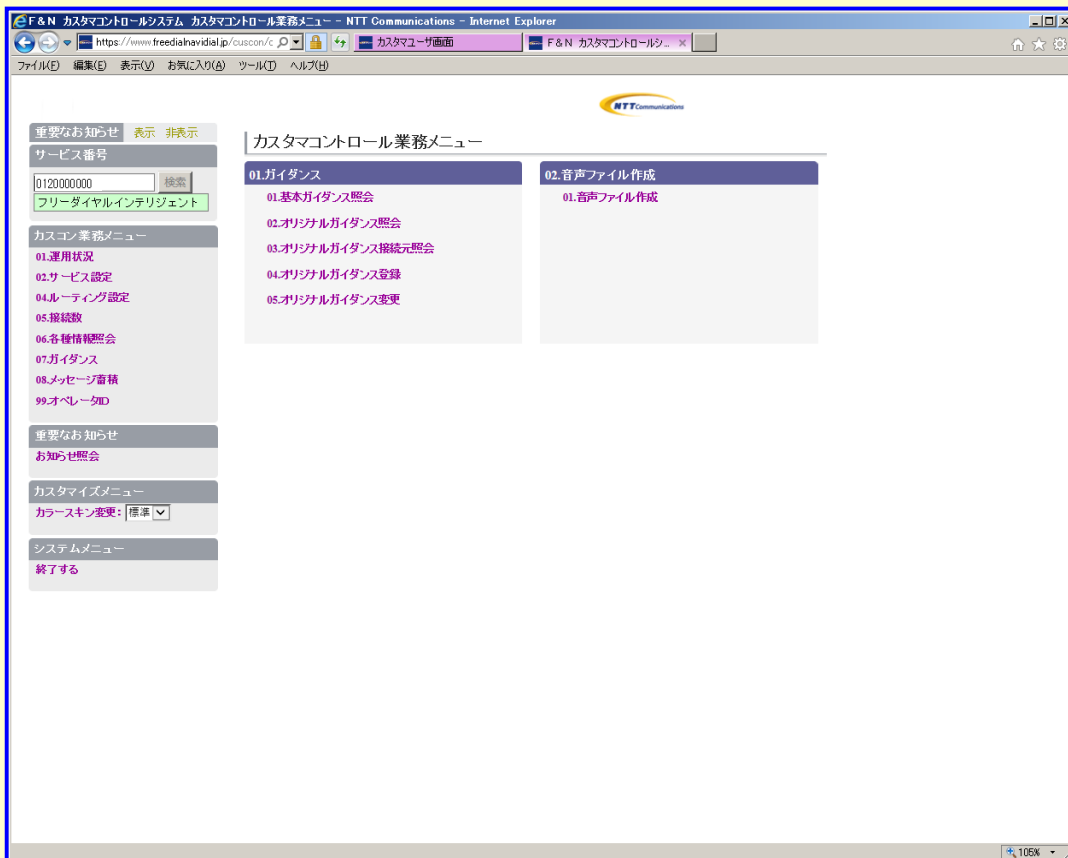 F&N カスタマコントロールシステム カスタマコントロール業務メニュー - NTT Communications - Internet Explorer
https://www.freedialnavidial.jp/cuscon/c
カスタマユーザ画面
F&N カスタマコントロールシ...
ファイル(F) 編集(E) 表示(V) お気に入り(A) ツール(T) ヘルプ(H)
NTT Communications
重要なお知らせ 表示 非表示
サービス番号
0120000000 検索
フリーダイヤルインテリジェント
カスコン業務メニュー
01.運用状況
02.サービス設定
04.ルーティング設定
05.接続数
06.各種情報照会
07.ガイダンス
08.メッセージ蓄積
99.オペレータID
重要なお知らせ
お知らせ照会
カスタマイズメニュー
カラースキン変更: 標準
システムメニュー
終了する
カスタマコントロール業務メニュー
01.ガイダンス
01.基本ガイダンス照会
02.オリジナルガイダンス照会
03.オリジナルガイダンス接続元照会
04.オリジナルガイダンス登録
05.オリジナルガイダンス変更
02.音声ファイル作成
01.音声ファイル作成
105%